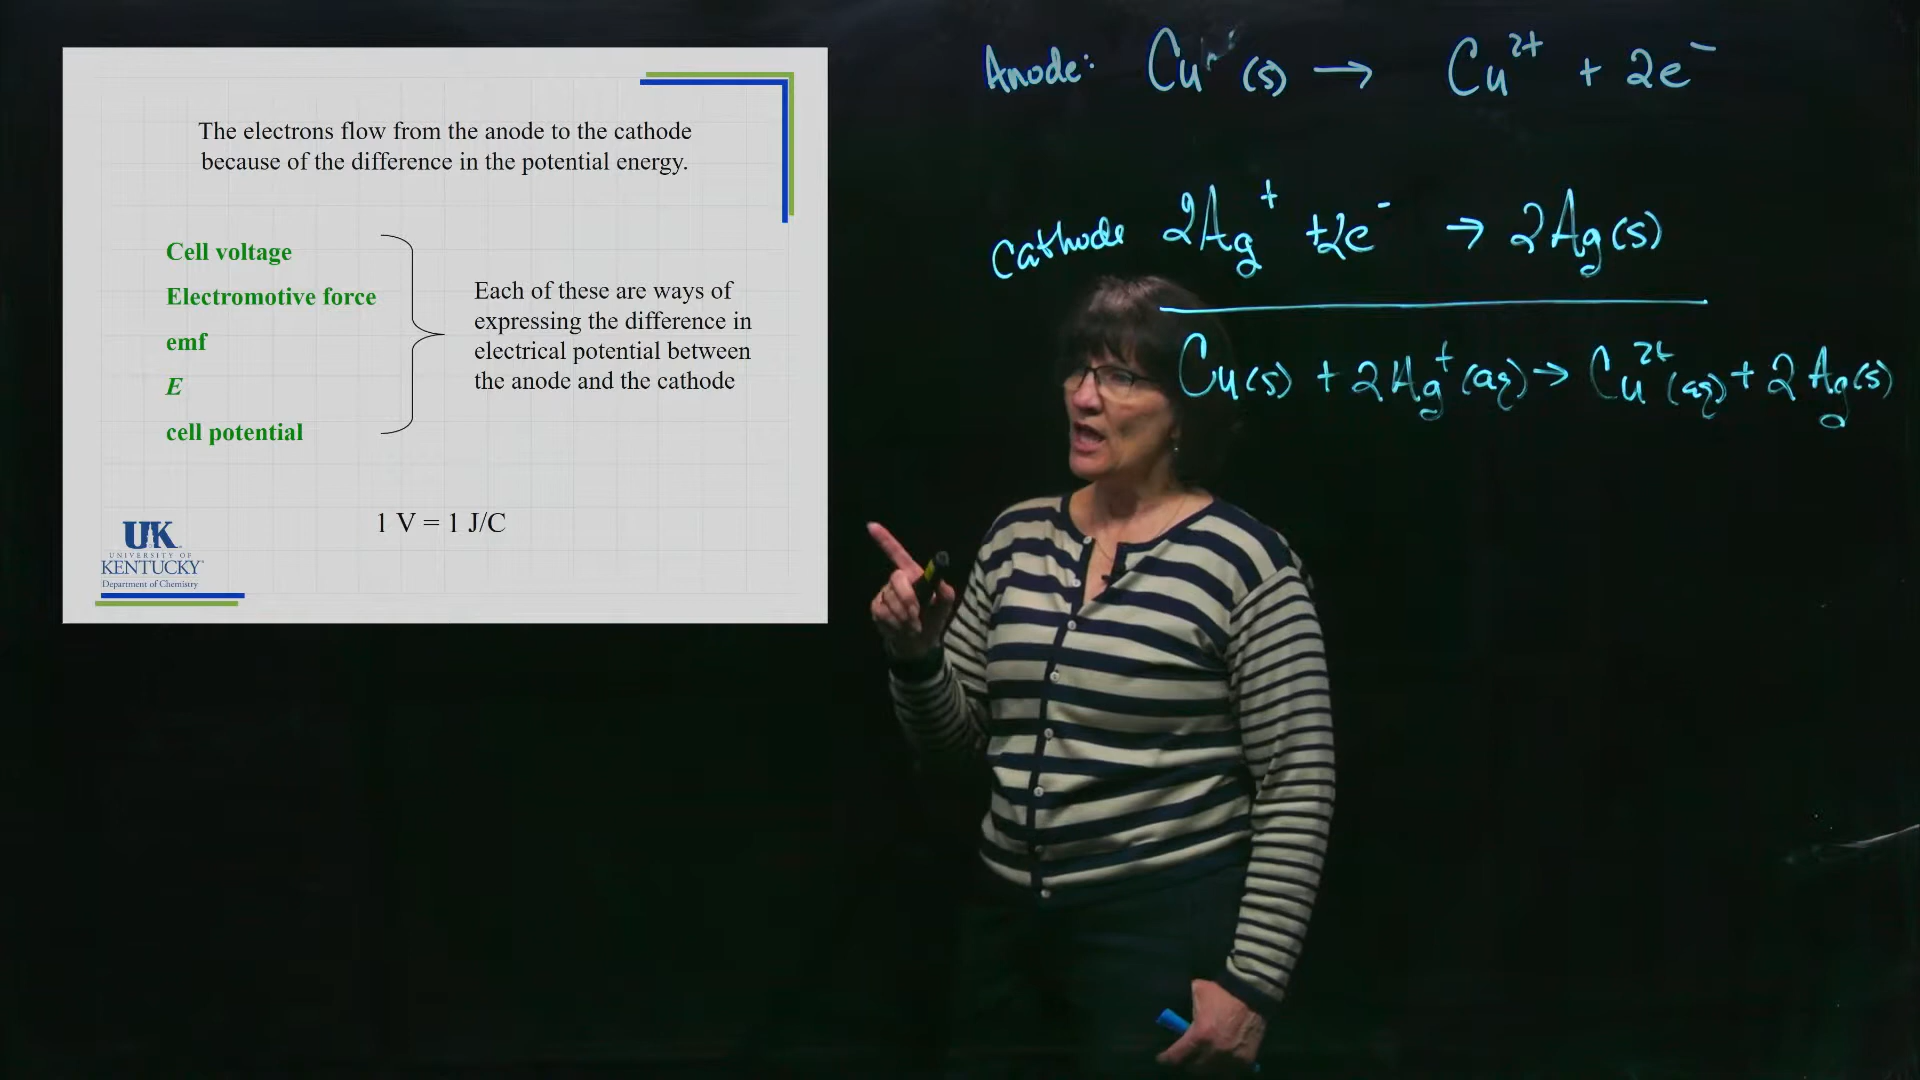 The electrons flow from the anode to the cathode
because of the difference in the potential energy.
Cell voltage
Electromotive force
emf
E
cell potential
Each of these are ways of
expressing the difference in
electrical potential between
the anode and the cathode
1 V = 1 J/C
UK
UNIVERSITY OF
KENTUCKY
Department of Chemistry
Anode: Cu (s) → Cu²⁺ + 2e⁻
Cathode 2Ag⁺ +2e⁻ → 2Ag(s)
Cu(s) + 2Ag⁺(aq) → Cu²⁺(aq) + 2Ag(s)